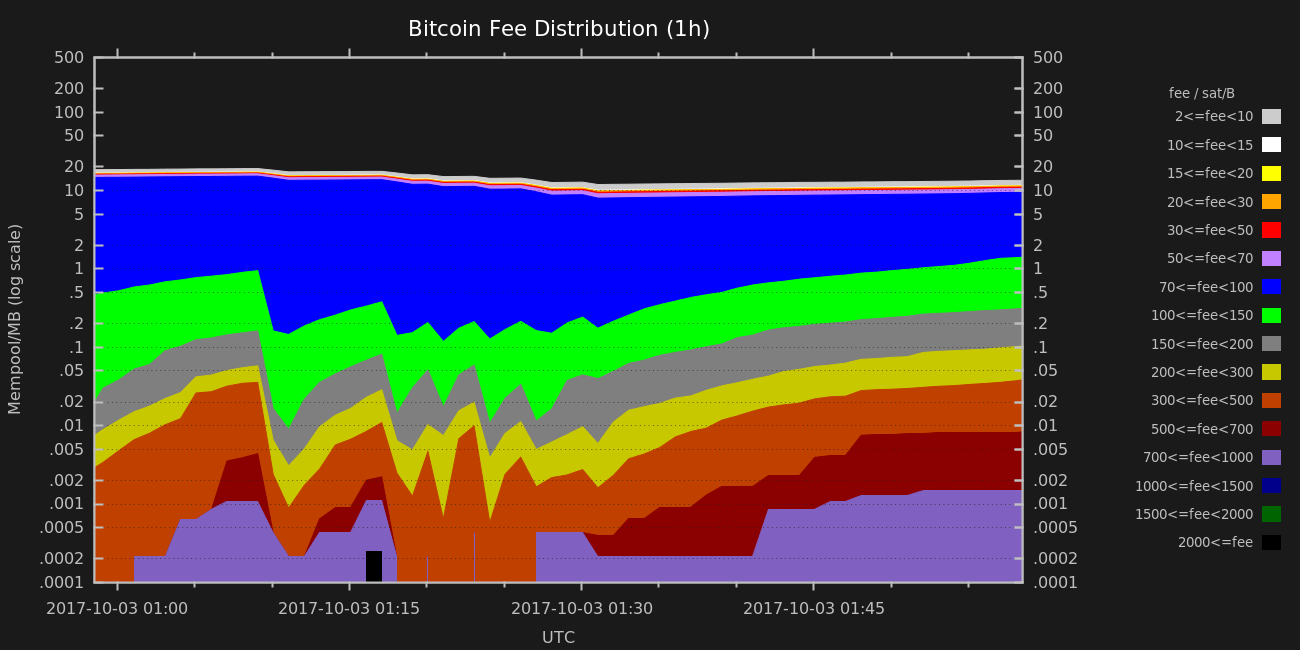 Bitcoin Fee Distribution (1h)
500 500
200 200
100 100
50 50
20 20
10 10
5 5
2 2
1 1
.5 .5
.2 .2
.1 .1
.05 .05
.02 .02
.01 .01
.005 .005
.002 .002
.001 .001
.0005 .0005
.0002 .0002
.0001 .0001
Mempool/MB (log scale)
2017-10-03 01:00 2017-10-03 01:15 2017-10-03 01:30 2017-10-03 01:45
UTC
fee / sat/B
2<=fee<10
10<=fee<15
15<=fee<20
20<=fee<30
30<=fee<50
50<=fee<70
70<=fee<100
100<=fee<150
150<=fee<200
200<=fee<300
300<=fee<500
500<=fee<700
700<=fee<1000
1000<=fee<1500
1500<=fee<2000
2000<=fee